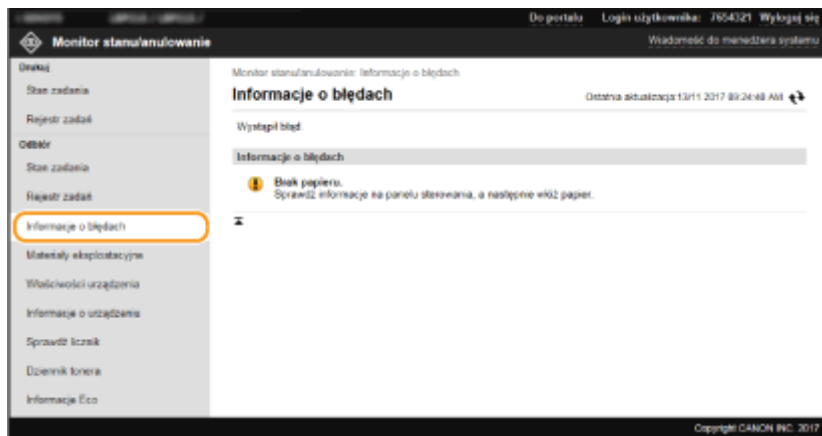 Do portalu Login użytkownika: 7654321 Wyloguj się
Monitor stanu/anulowanie
Wiadomość do menedżera systemu
Drukuj
Stan zadania
Rejestr zadań
Odbiór
Stan zadania
Rejestr zadań
Informacje o błędach
Materiały eksploatacyjne
Właściwości urządzenia
Informacje o urządzeniu
Sprawdź licznik
Dziennik tonera
Informacje Eco
Monitor stanu/anulowanie: Informacje o błędach
Informacje o błędach
Ostatnia aktualizacja:13/11 2017 89:24:48 AM
Wystąpił błąd.
Informacje o błędach
Brak papieru.
Sprawdź informacje na panelu sterowania, a następnie włóż papier.
Copyright CANON INC. 2017